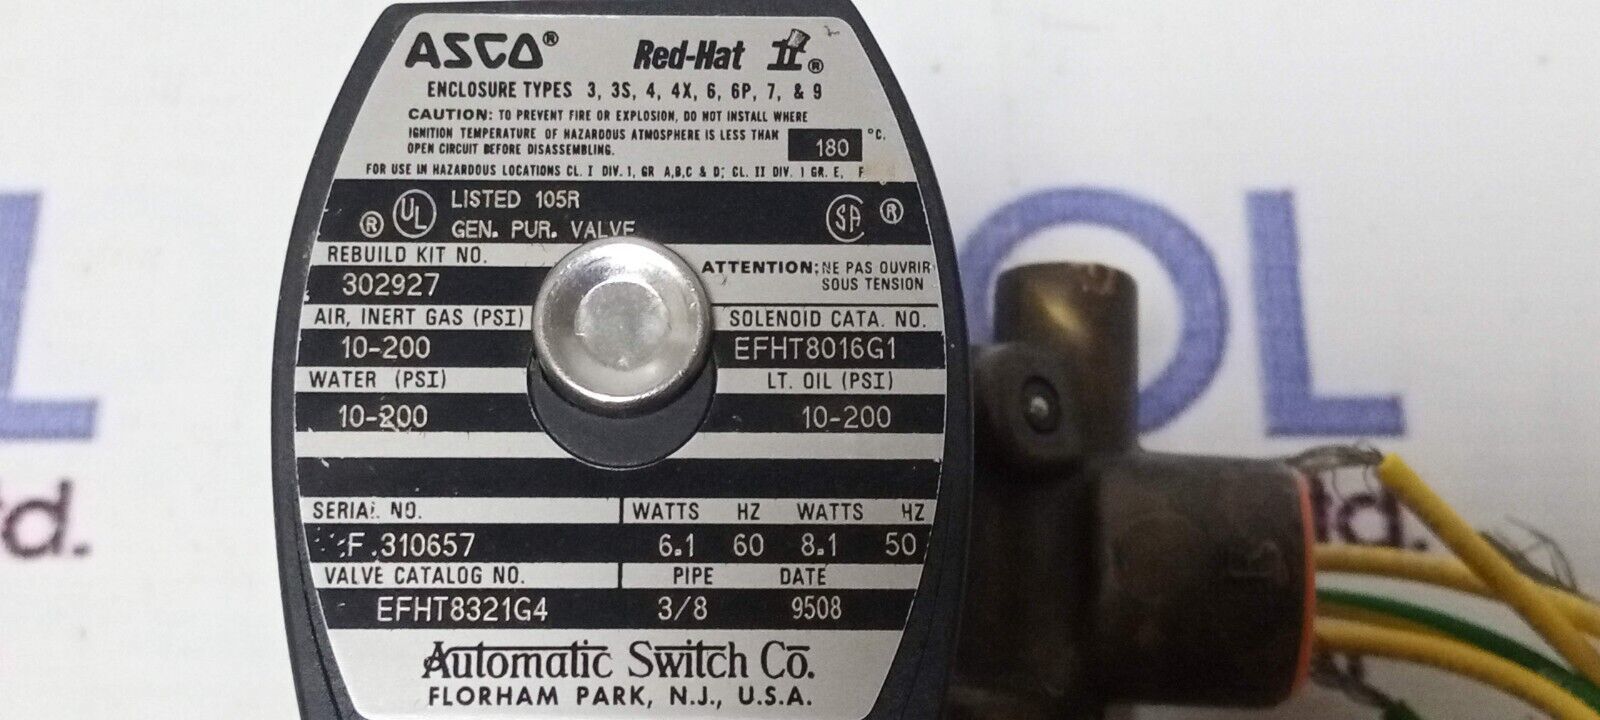 ASCO® Red-Hat II®
ENCLOSURE TYPES 3, 3S, 4, 4X, 6, 6P, 7, & 9
CAUTION: TO PREVENT FIRE OR EXPLOSION, DO NOT INSTALL WHERE
IGNITION TEMPERATURE OF HAZARDOUS ATMOSPHERE IS LESS THAN 180 °C.
OPEN CIRCUIT BEFORE DISASSEMBLING.
FOR USE IN HAZARDOUS LOCATIONS CL. I DIV. 1, GR A,B,C & D; CL. II DIV. 1 GR. E, F
® UL LISTED 105R
GEN. PUR. VALVE
SA ®
REBUILD KIT NO.
302927
ATTENTION: NE PAS OUVRIR
SOUS TENSION
AIR, INERT GAS (PSI) SOLENOID CATA. NO.
10-200 EFHT8016G1
WATER (PSI) LT. OIL (PSI)
10-200 10-200
SERIAL NO. WATTS HZ WATTS HZ
F.310657 6.1 60 8.1 50
VALVE CATALOG NO. PIPE DATE
EFHT8321G4 3/8 9508
Automatic Switch Co.
FLORHAM PARK, N.J., U.S.A.
OL
L
td.
td.